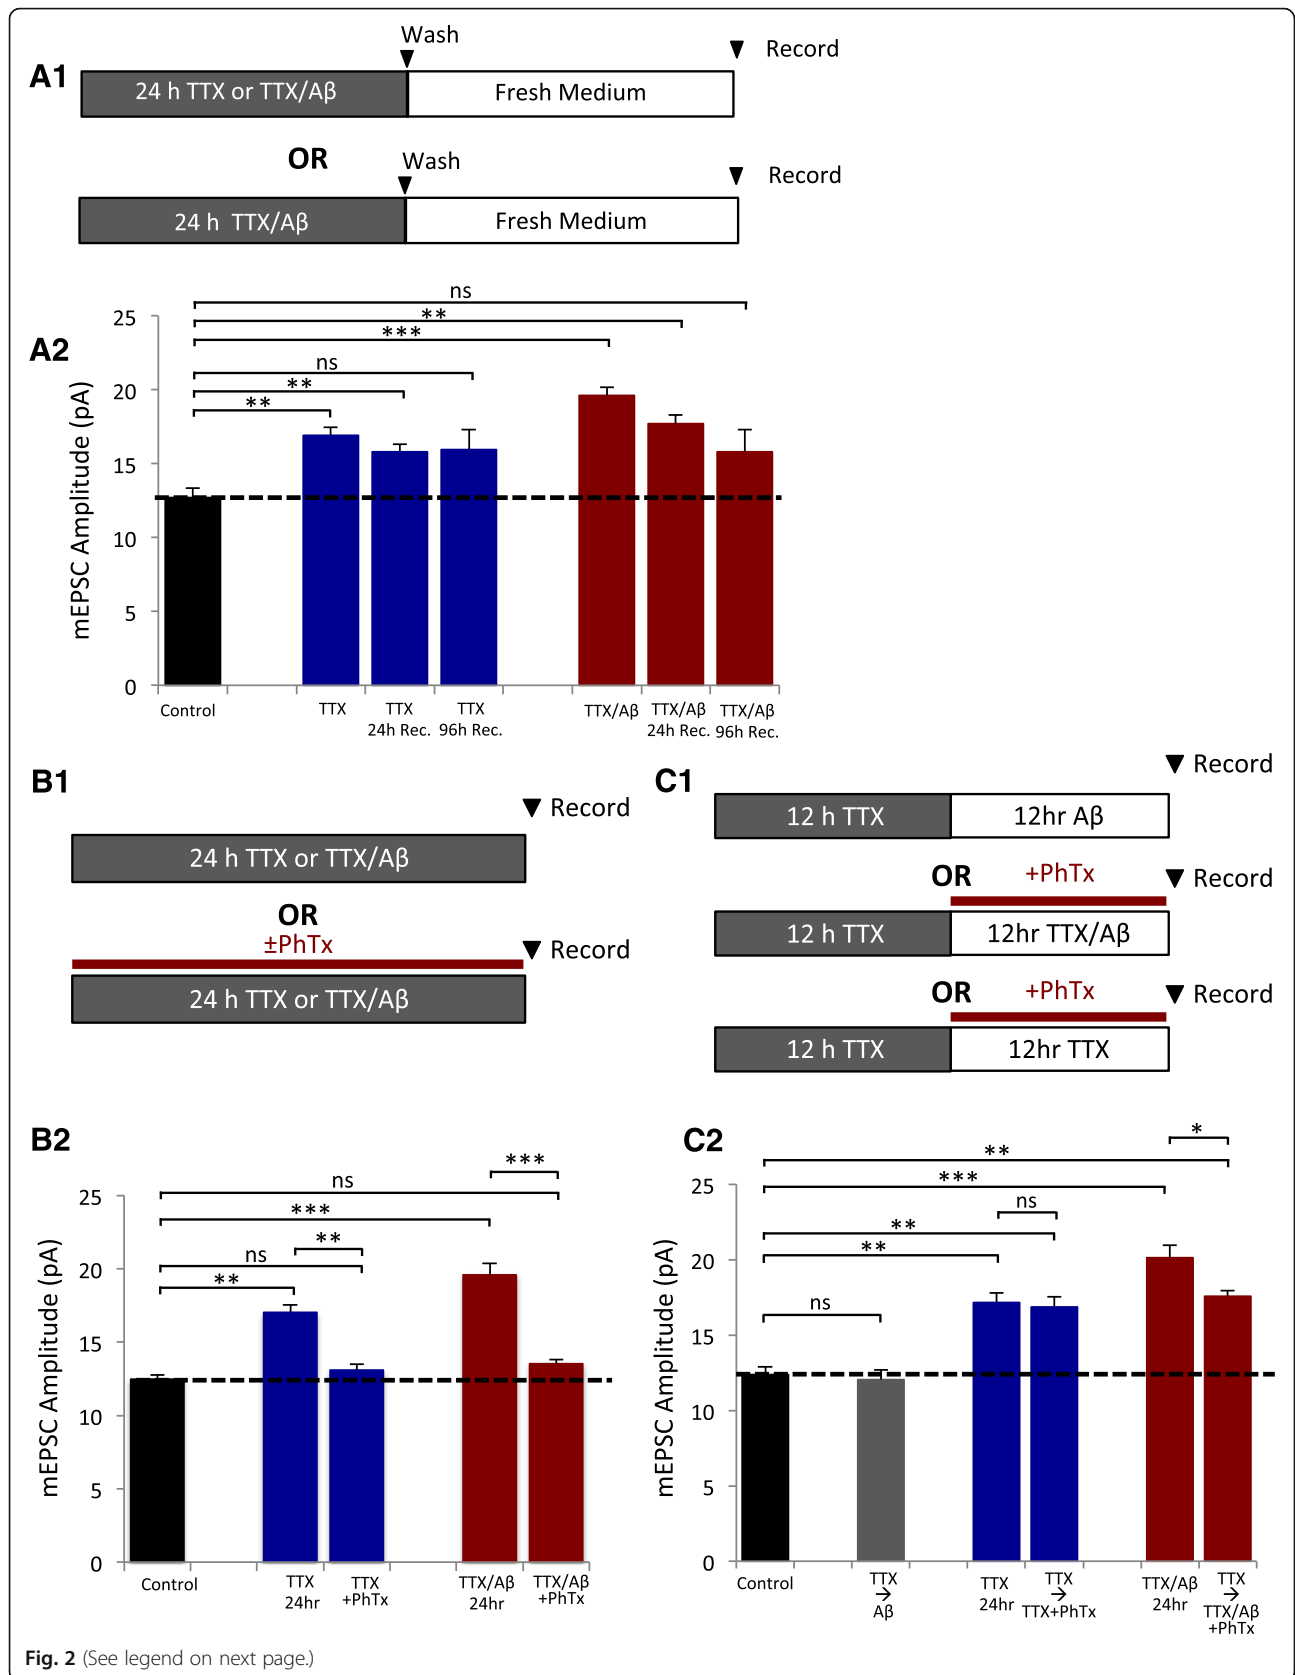 A1
Wash
Record
24 h TTX or TTX/Aβ
Fresh Medium
OR
Wash
Record
24 h TTX/Aβ
Fresh Medium
A2
mEPSC Amplitude (pA)
25
20
15
10
5
0
ns
**
***
ns
**
**
Control
TTX
TTX
24h Rec.
TTX
96h Rec.
TTX/Aβ
TTX/Aβ
24h Rec.
TTX/Aβ
96h Rec.
B1
Record
24 h TTX or TTX/Aβ
OR
±PhTx
Record
24 h TTX or TTX/Aβ
C1
Record
12 h TTX
12hr Aβ
OR
+PhTx
Record
12 h TTX
12hr TTX/Aβ
OR
+PhTx
Record
12 h TTX
12hr TTX
B2
mEPSC Amplitude (pA)
25
20
15
10
5
0
***
ns
***
**
ns
**
Control
TTX
24hr
TTX
+PhTx
TTX/Aβ
24hr
TTX/Aβ
+PhTx
C2
mEPSC Amplitude (pA)
25
20
15
10
5
0
*
**
***
ns
**
**
ns
Control
TTX
→
Aβ
TTX
24hr
TTX
→
TTX+PhTx
TTX/Aβ
24hr
TTX
→
TTX/Aβ
+PhTx
Fig. 2 (See legend on next page.)